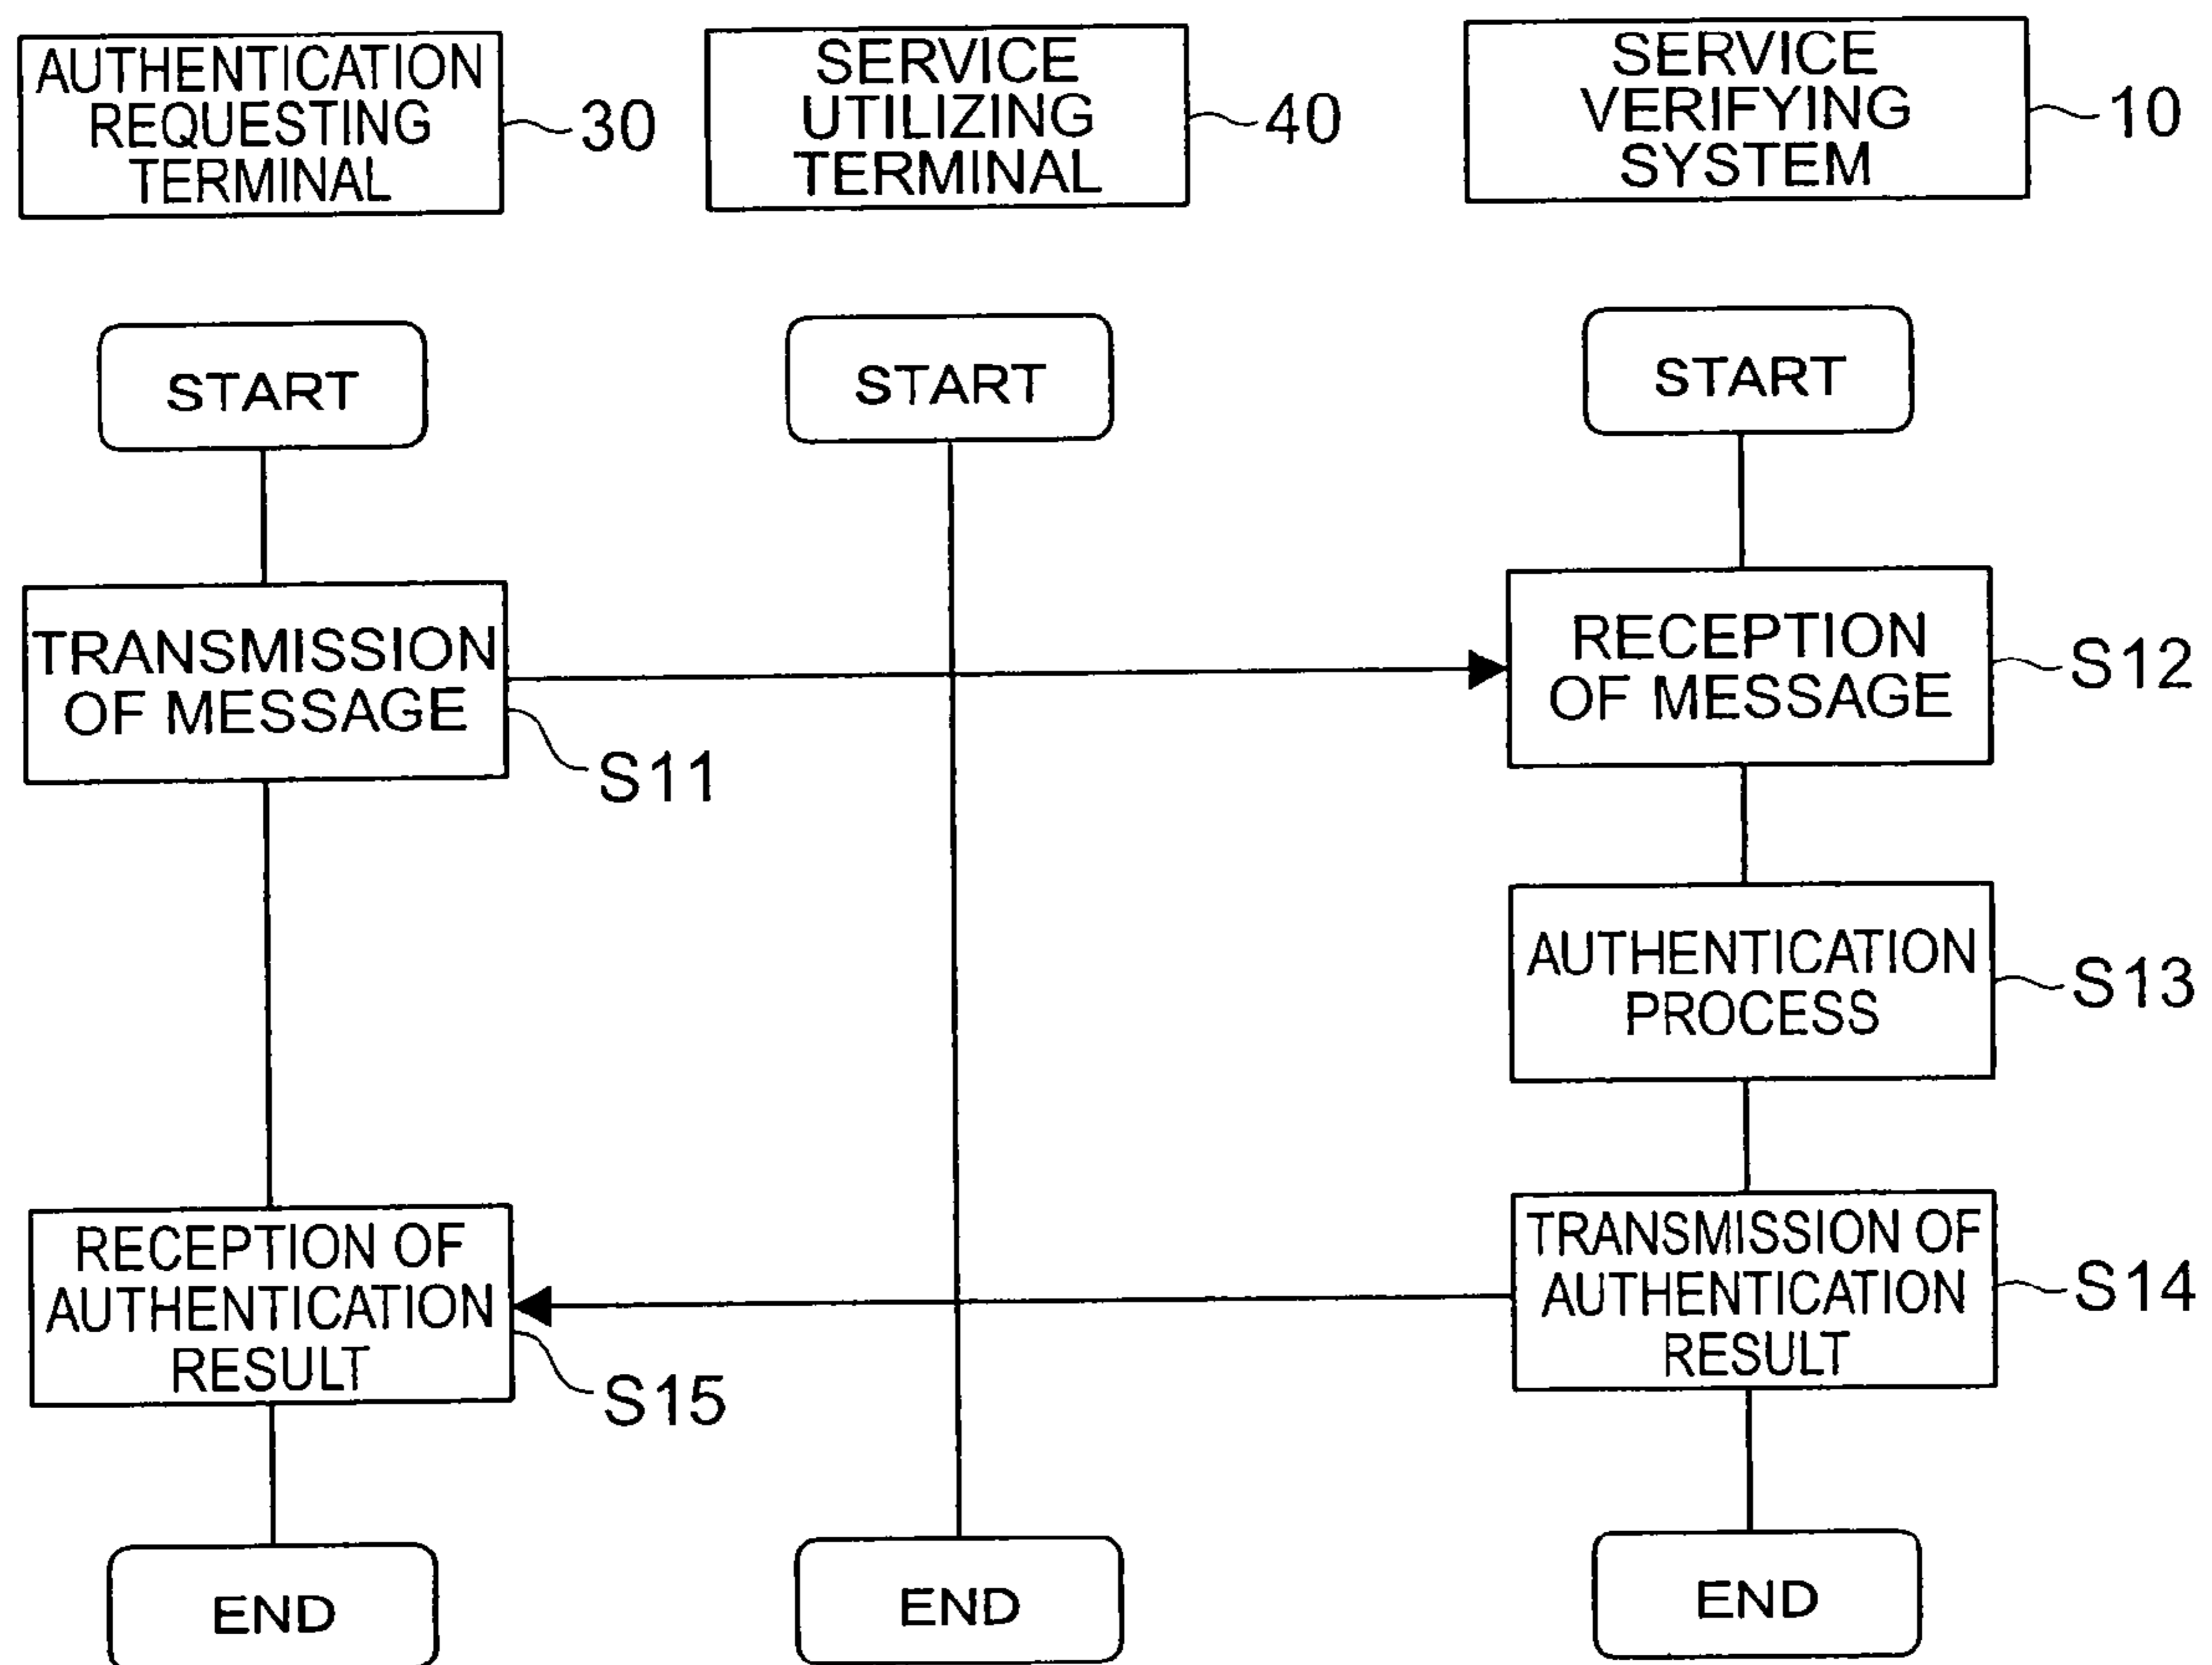 AUTHENTICATION
REQUESTING
TERMINAL
30
SERVICE
UTILIZING
TERMINAL
40
SERVICE
VERIFYING
SYSTEM
10
START
START
START
TRANSMISSION
OF MESSAGE
S11
RECEPTION
OF MESSAGE
S12
AUTHENTICATION
PROCESS
S13
RECEPTION OF
AUTHENTICATION
RESULT
S15
TRANSMISSION OF
AUTHENTICATION
RESULT
S14
END
END
END